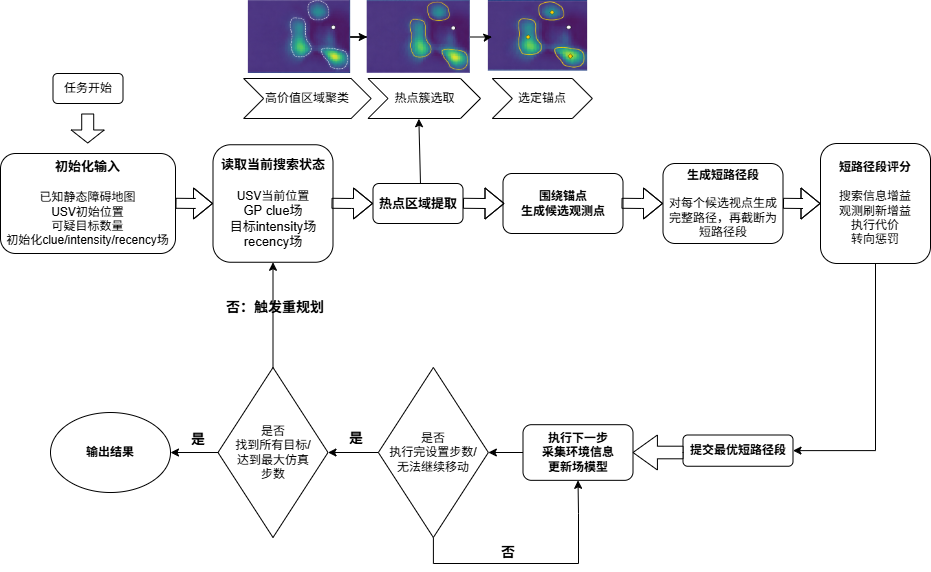 任务开始
高价值区域聚类
热点簇选取
选定锚点
初始化输入
已知静态障碍地图
USV初始位置
可疑目标数量
初始化clue/intensity/recency场
读取当前搜索状态
USV当前位置
GP clue场
目标intensity场
recency场
热点区域提取
围绕锚点
生成候选观测点
生成短路径段
对每个候选视点生成
完整路径，再截断为
短路径段
短路径段评分
搜索信息增益
观测刷新增益
执行代价
转向惩罚
否：触发重规划
提交最优短路径段
执行下一步
采集环境信息
更新场模型
是否
执行完设置步数/
无法继续移动
否
是
是否
找到所有目标/
达到最大仿真
步数
是
输出结果